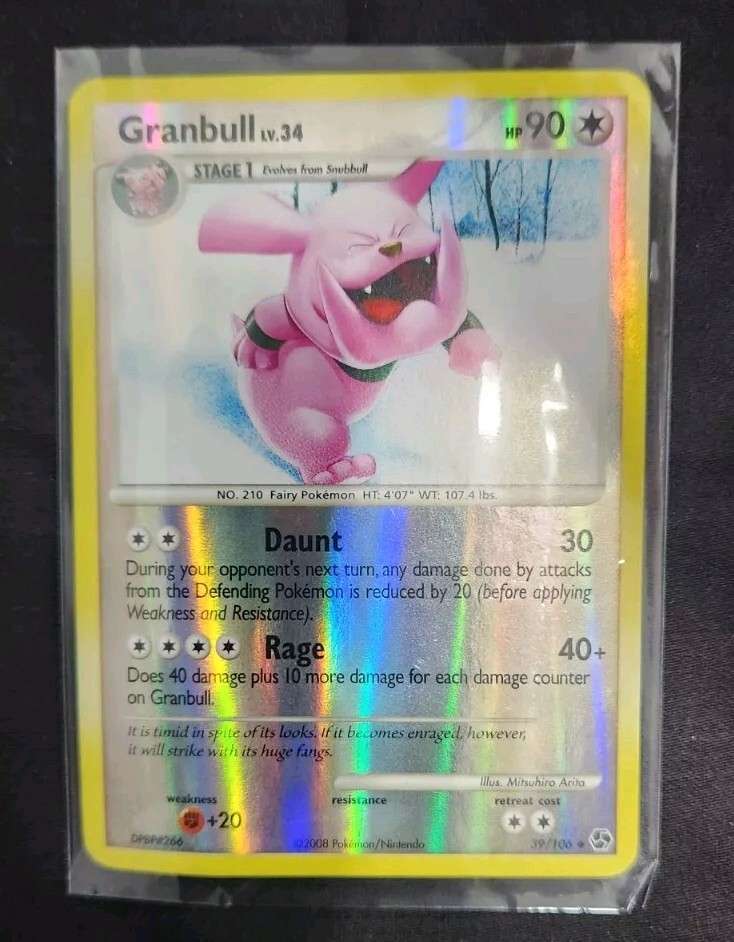 Granbull LV.34
HP 90
STAGE 1 Evolves from Snubbull
NO. 210 Fairy Pokémon HT: 4'07" WT: 107.4 lbs.
Daunt 30
During your opponent's next turn, any damage done by attacks
from the Defending Pokémon is reduced by 20 (before applying
Weakness and Resistance).
Rage 40+
Does 40 damage plus 10 more damage for each damage counter
on Granbull.
It is timid in spite of its looks. If it becomes enraged, however,
it will strike with its huge fangs.
Illus. Mitsuhiro Arita
weakness resistance retreat cost
+20
DPBP#266 ©2008 Pokémon/Nintendo 39/106